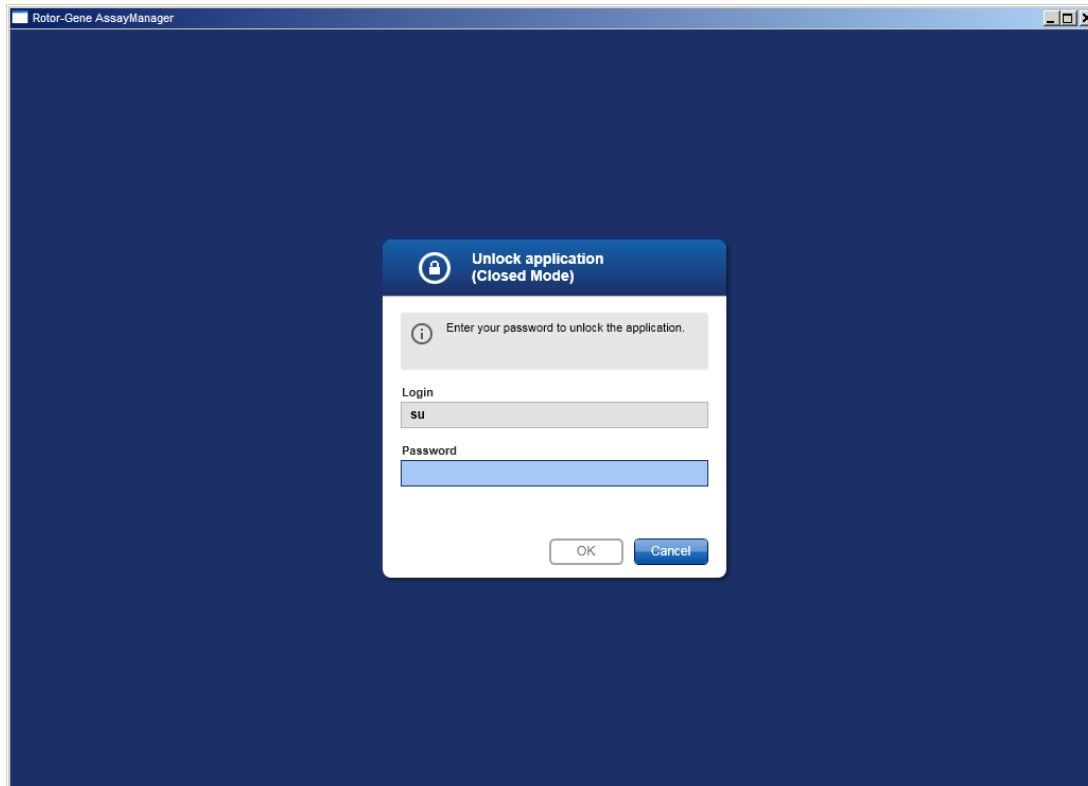 Rotor-Gene AssayManager
Unlock application
(Closed Mode)
Enter your password to unlock the application.
Login
su
Password
OK
Cancel